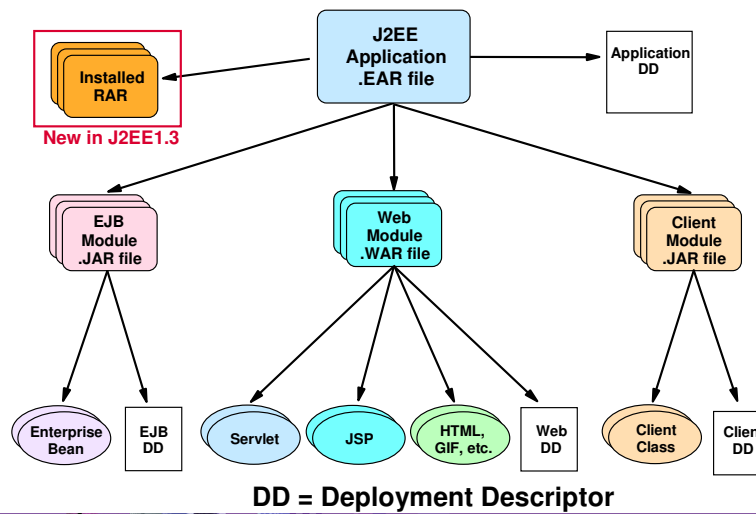 J2EE
Application
.EAR file
Installed
RAR
New in J2EE1.3
Application
DD
EJB
Module
.JAR file
Web
Module
.WAR file
Client
Module
.JAR file
Enterprise
Bean
EJB
DD
Servlet
JSP
HTML,
GIF, etc.
Web
DD
Client
Class
Clien
DD
DD = Deployment Descriptor